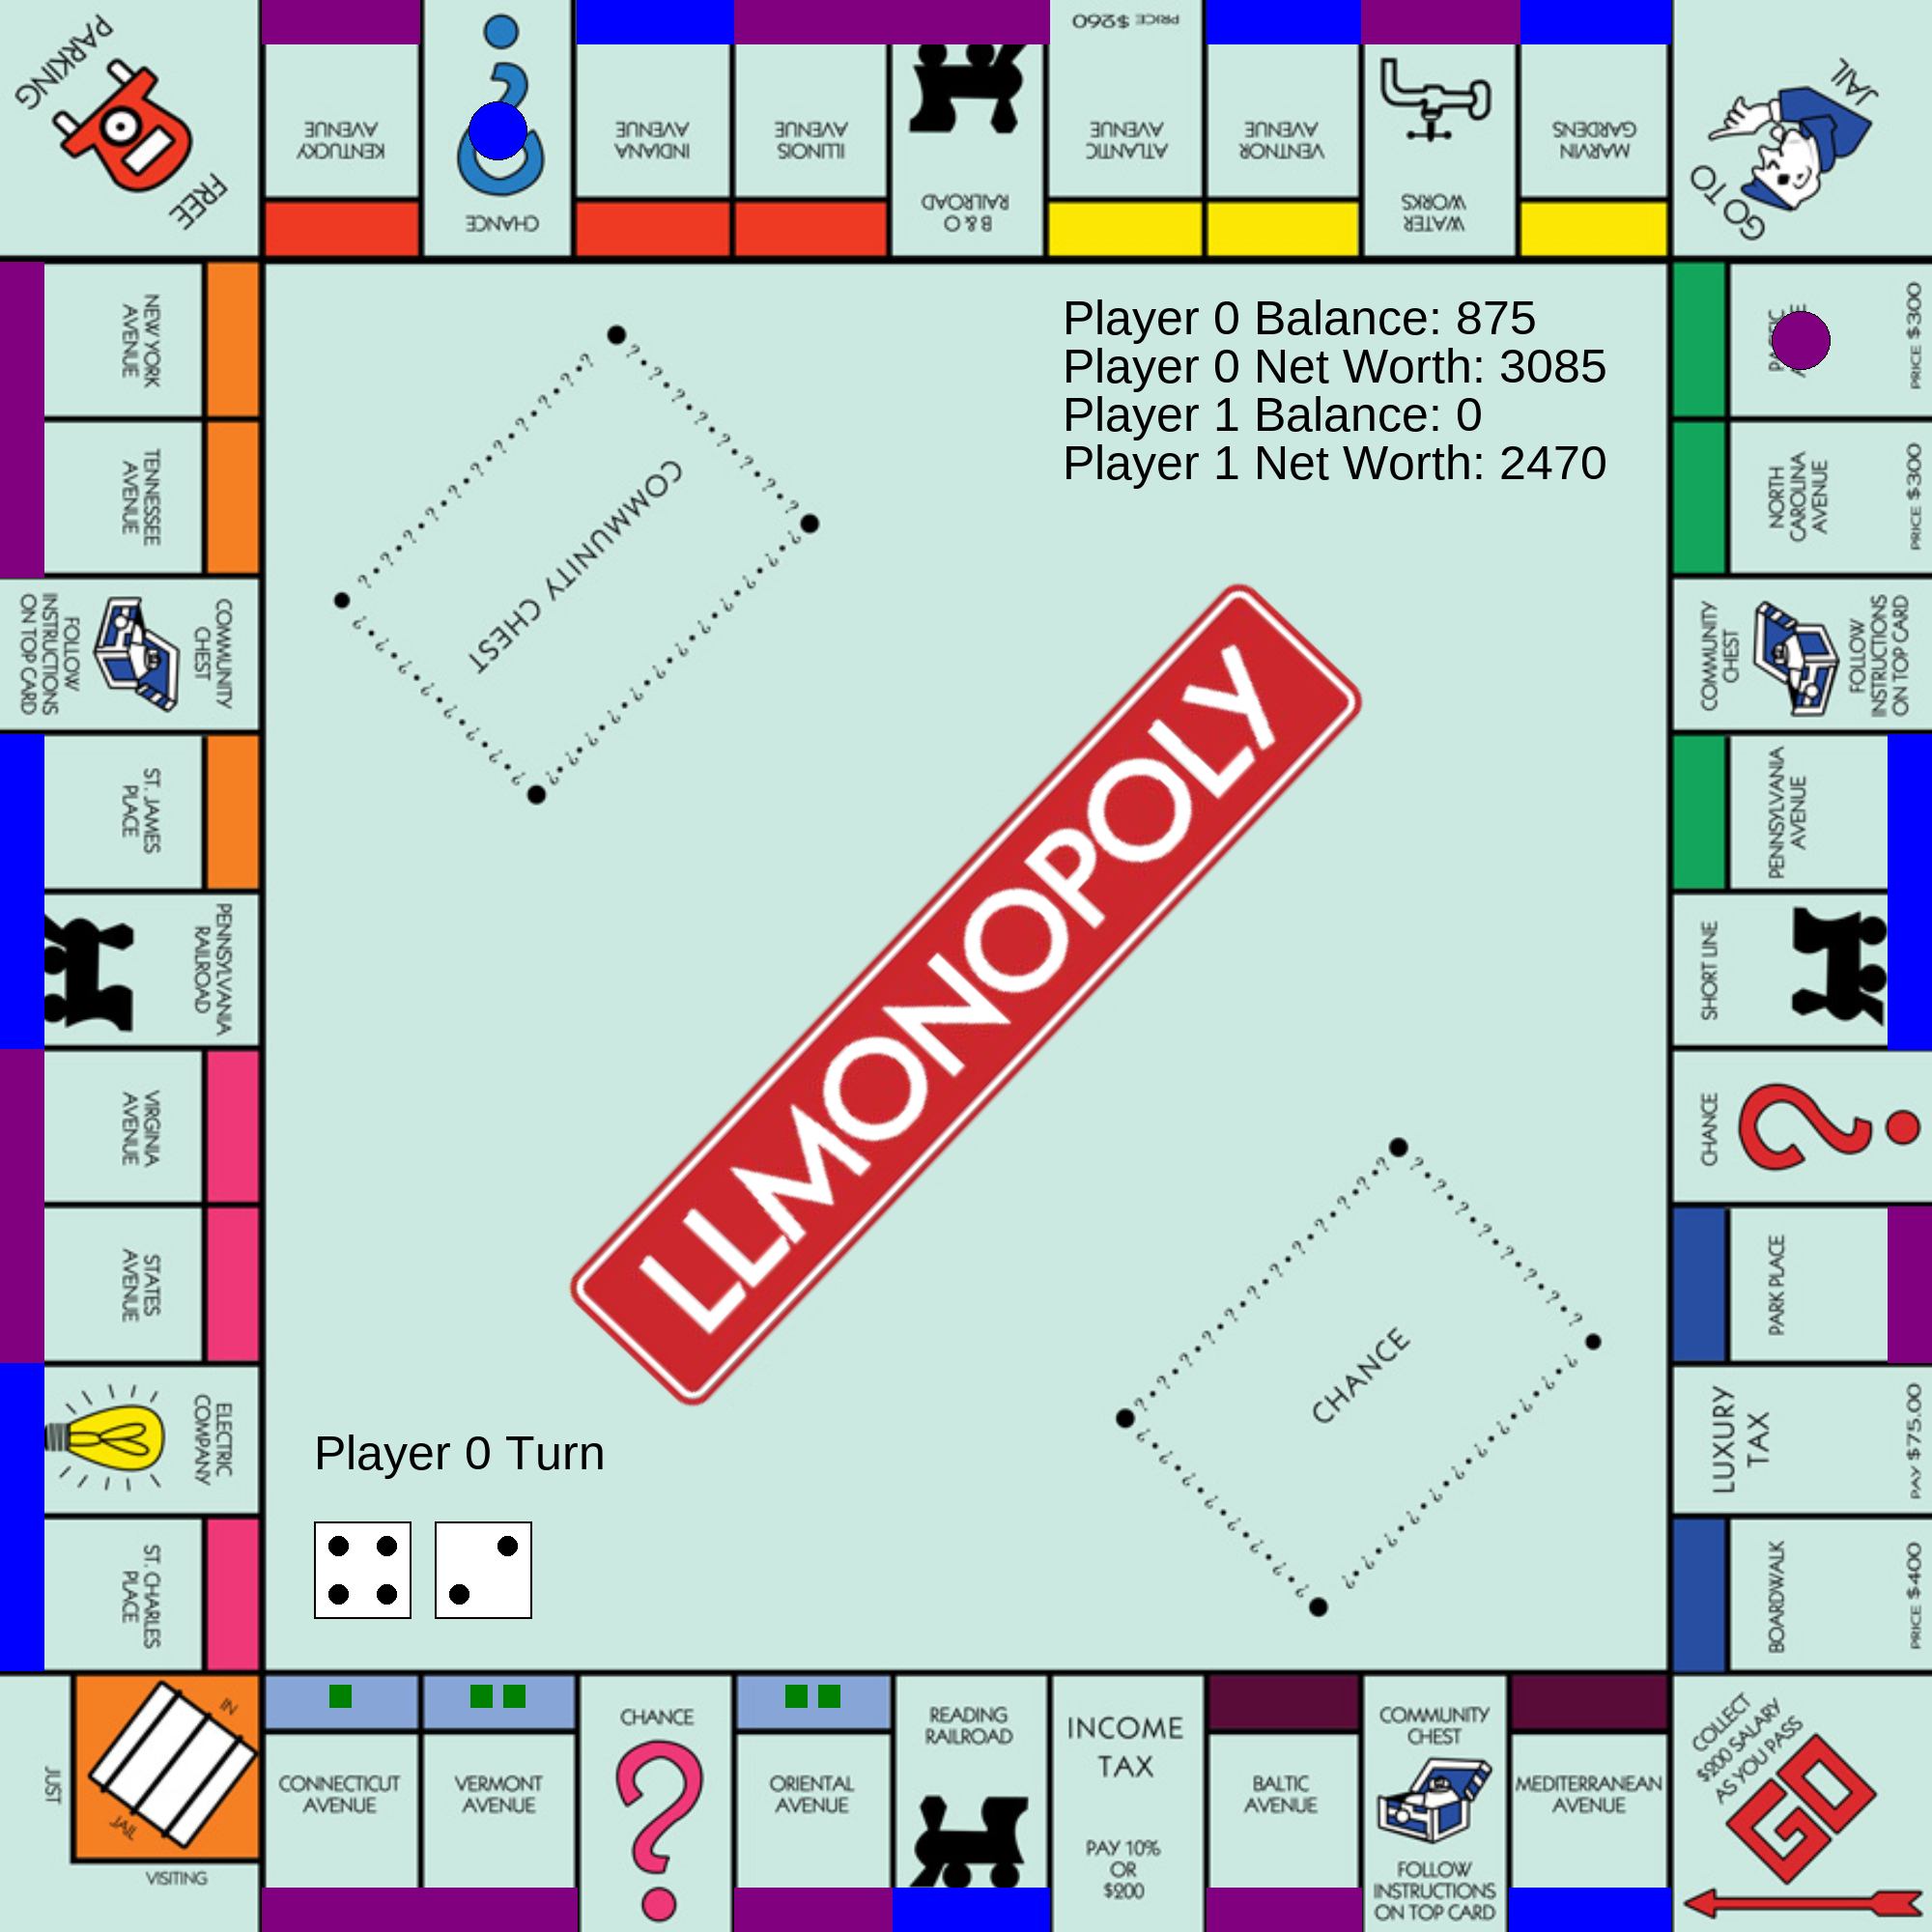 FREE
PARKING
KENTUCKY
AVENUE
CHANCE
INDIANA
AVENUE
ILLINOIS
AVENUE
B & O
RAILROAD
ATLANTIC
AVENUE
PRICE $260
VENTNOR
AVENUE
WATER
WORKS
MARVIN
GARDENS
GO TO
JAIL
NEW YORK
AVENUE
TENNESSEE
AVENUE
COMMUNITY
CHEST
FOLLOW
INSTRUCTIONS
ON TOP CARD
ST. JAMES
PLACE
PENNSYLVANIA
RAILROAD
VIRGINIA
AVENUE
STATES
AVENUE
ELECTRIC
COMPANY
ST. CHARLES
PLACE
Player 0 Balance: 875
Player 0 Net Worth: 3085
Player 1 Balance: 0
Player 1 Net Worth: 2470
COMMUNITY CHEST
LLMONOPOLY
CHANCE
Player 0 Turn
PRICE $300
NORTH
CAROLINA
AVENUE
PRICE $300
COMMUNITY
CHEST
FOLLOW
INSTRUCTIONS
ON TOP CARD
PENNSYLVANIA
AVENUE
SHORT LINE
CHANCE
PARK PLACE
LUXURY
TAX
PAY $75.00
BOARDWALK
PRICE $400
JUST
VISITING
IN
JAIL
CONNECTICUT
AVENUE
VERMONT
AVENUE
CHANCE
ORIENTAL
AVENUE
READING
RAILROAD
INCOME
TAX
PAY 10%
OR
$200
BALTIC
AVENUE
COMMUNITY
CHEST
FOLLOW
INSTRUCTIONS
ON TOP CARD
MEDITERRANEAN
AVENUE
COLLECT
$200 SALARY
AS YOU PASS
GO